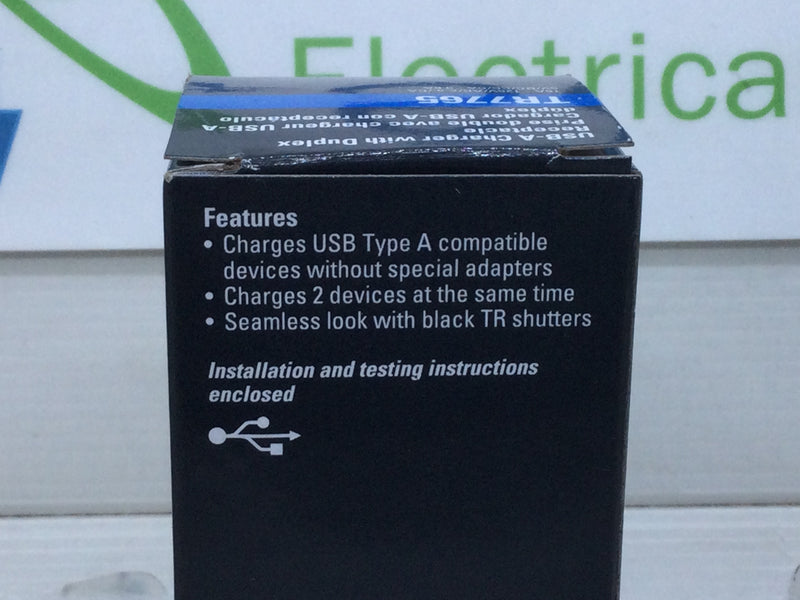 Electrica
TR7765
USB-A Charger with Duplex
Receptacle
Prise double avec chargeur USB-A
Cargador USB-A con receptáculo
dúplex
Features
• Charges USB Type A compatible
devices without special adapters
• Charges 2 devices at the same time
• Seamless look with black TR shutters
Installation and testing instructions
enclosed